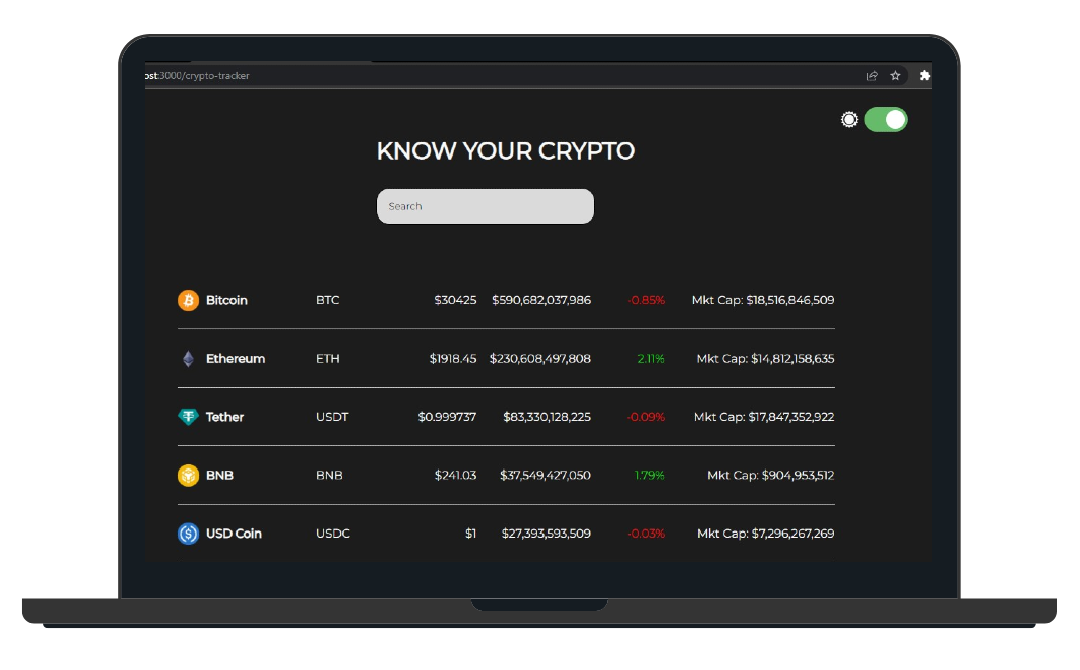 ost:3000/crypto-tracker
KNOW YOUR CRYPTO
Search
Bitcoin BTC $30425 $590,682,037,986 -0.85% Mkt Cap: $18,516,846,509
Ethereum ETH $1918.45 $230,608,497,808 2.11% Mkt Cap: $14,812,158,635
Tether USDT $0.999737 $83,330,128,225 -0.09% Mkt Cap: $17,847,352,922
BNB BNB $241.03 $37,549,427,050 1.79% Mkt Cap: $904,953,512
USD Coin USDC $1 $27,393,593,509 -0.03% Mkt Cap: $7,296,267,269